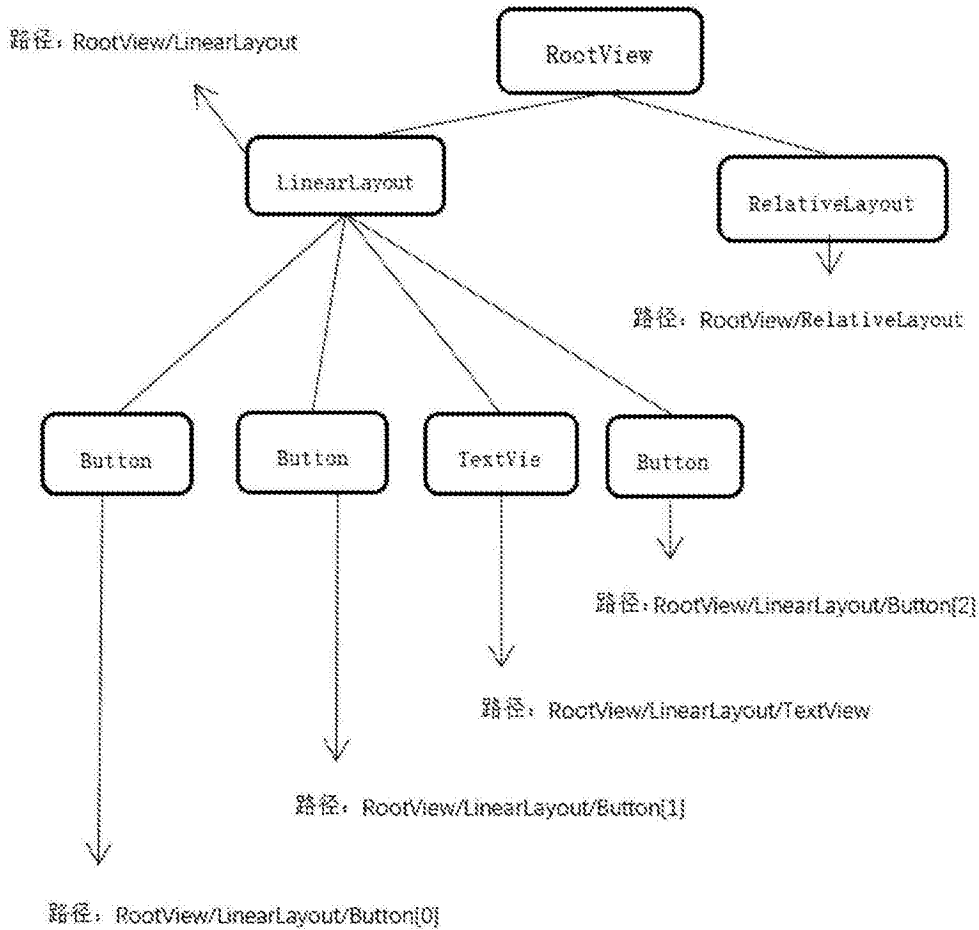 路径：RootView/LinearLayout
RootView
LinearLayout
RelativeLayout
路径：RootView/RelativeLayout
Button
Button
TextVie
Button
路径：RootView/LinearLayout/Button[2]
路径：RootView/LinearLayout/TextView
路径：RootView/LinearLayout/Button[1]
路径：RootView/LinearLayout/Button[0]